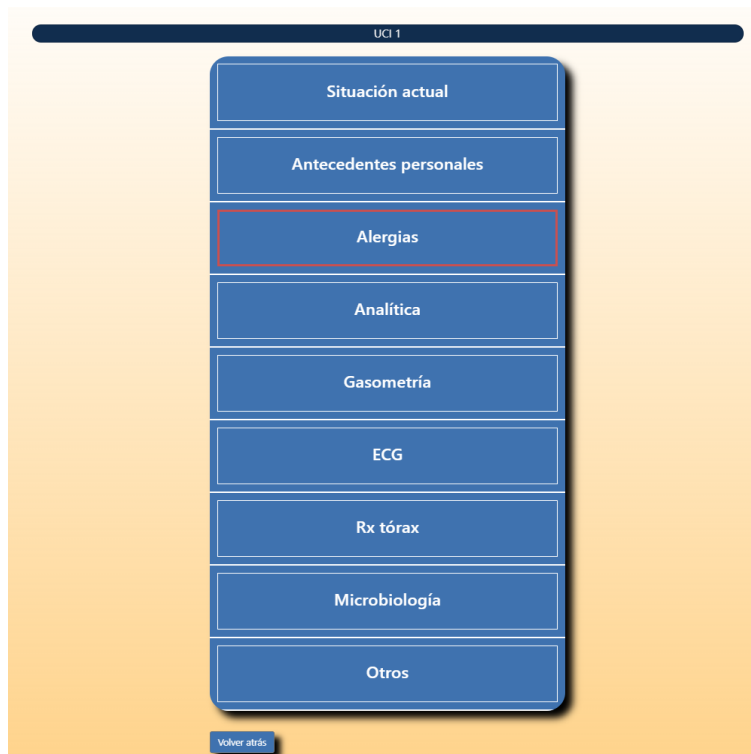 UCI 1
Situación actual
Antecedentes personales
Alergias
Analítica
Gasometría
ECG
Rx tórax
Microbiología
Otros
Volver atrás